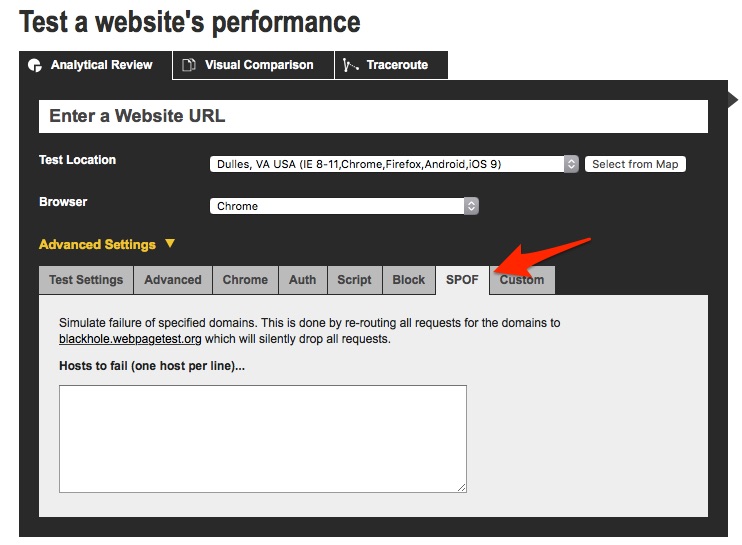 Test a website's performance
Analytical Review Visual Comparison Traceroute
Enter a Website URL
Test Location Dulles, VA USA (IE 8-11,Chrome,Firefox,Android,iOS 9) Select from Map
Browser Chrome
Advanced Settings ▼
Test Settings Advanced Chrome Auth Script Block SPOF Custom
Simulate failure of specified domains. This is done by re-routing all requests for the domains to
blackhole.webpagetest.org which will silently drop all requests.
Hosts to fail (one host per line)...